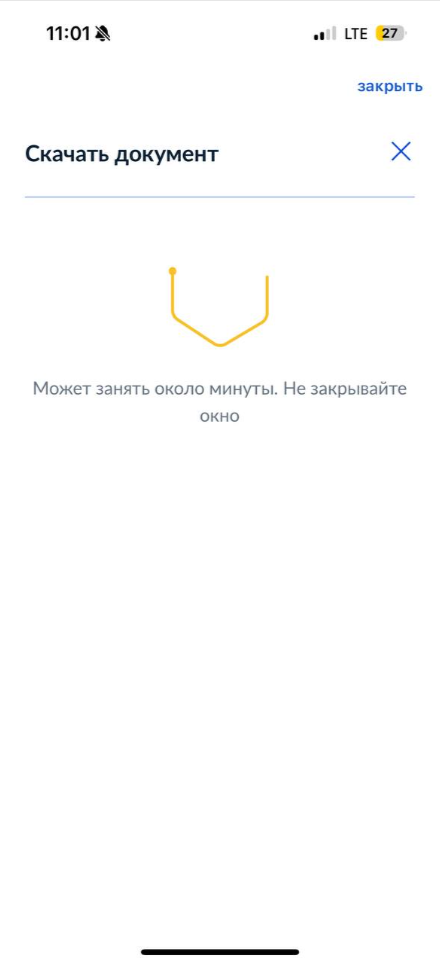 11:01 LTE 27
закрыть
Скачать документ
Может занять около минуты. Не закрывайте
окно